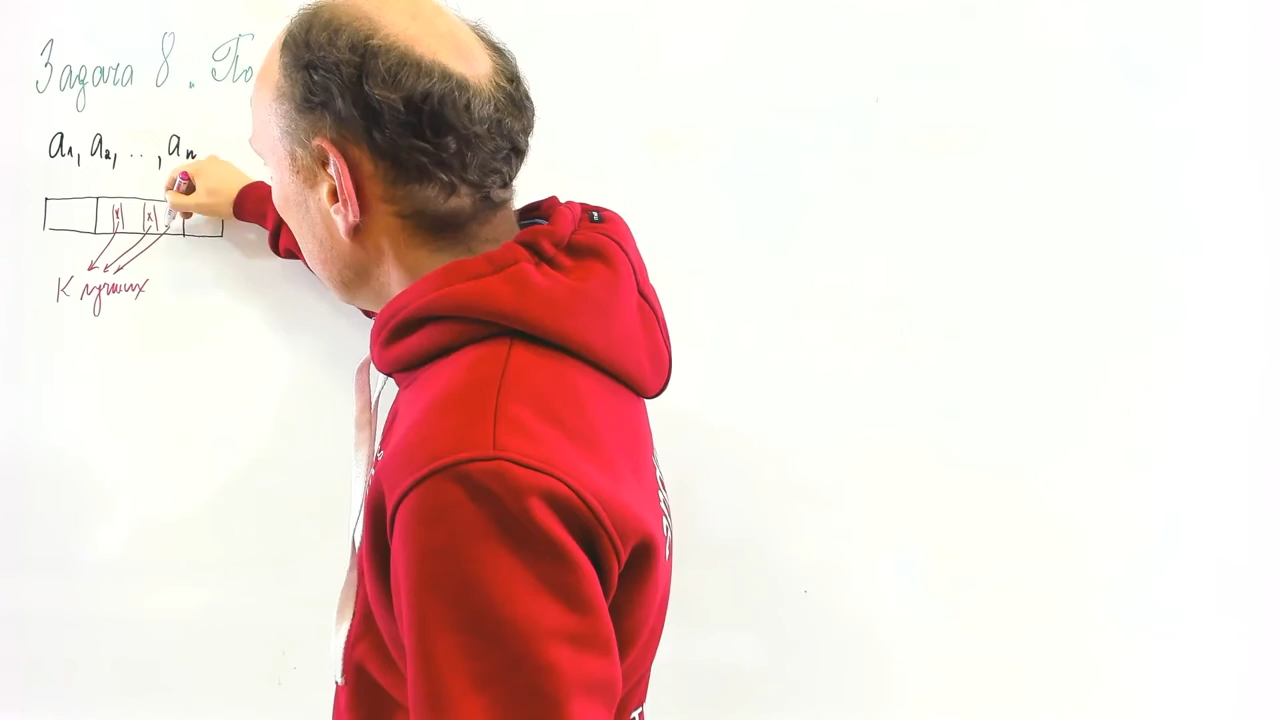 Задача 8. По
a₁, a₂, .., aₙ
x x
K лучших